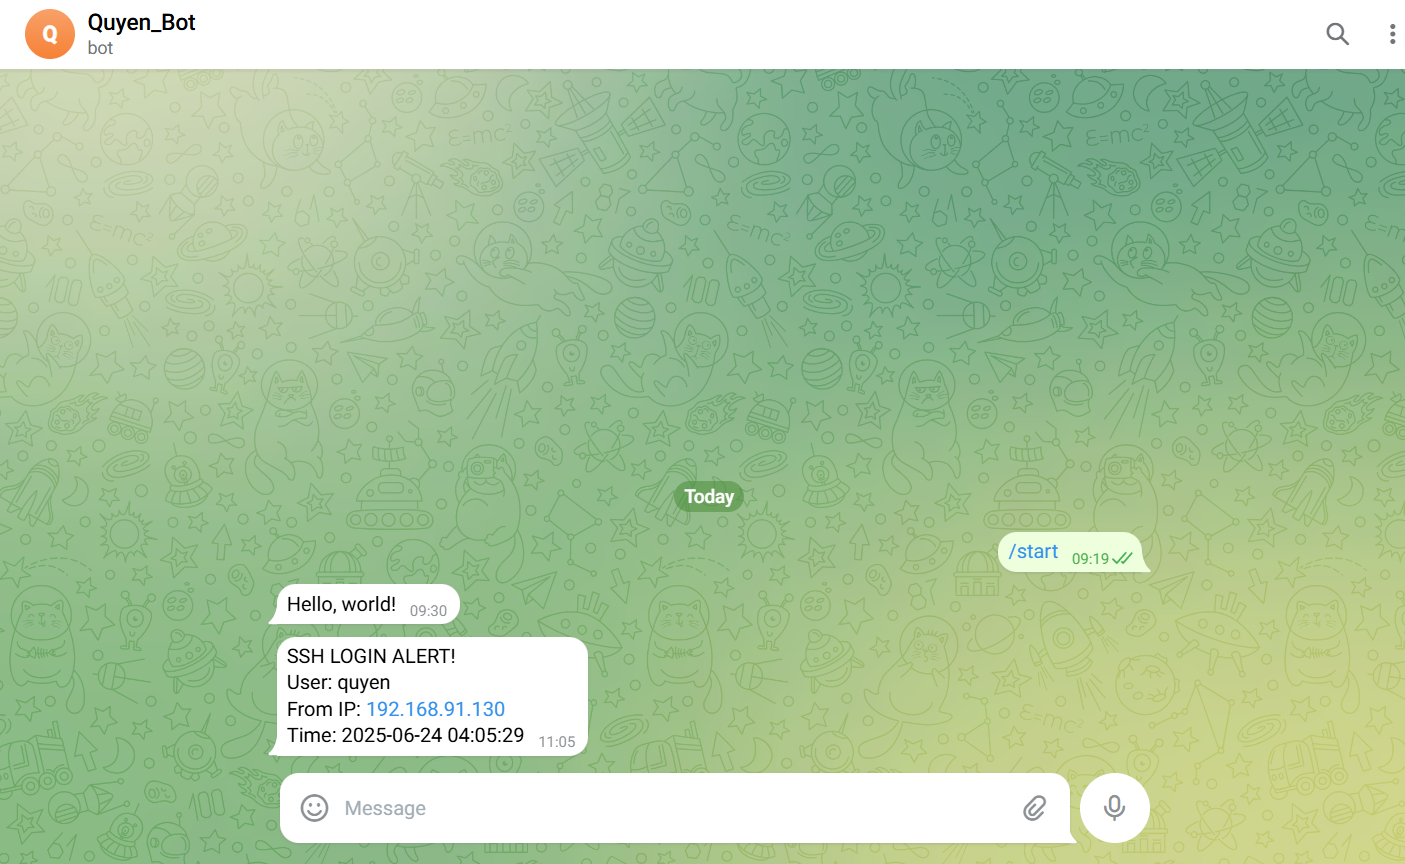 Q
Quyen_Bot
bot
Today
/start 09:19
Hello, world! 09:30
SSH LOGIN ALERT!
User: quyen
From IP: 192.168.91.130
Time: 2025-06-24 04:05:29 11:05
Message